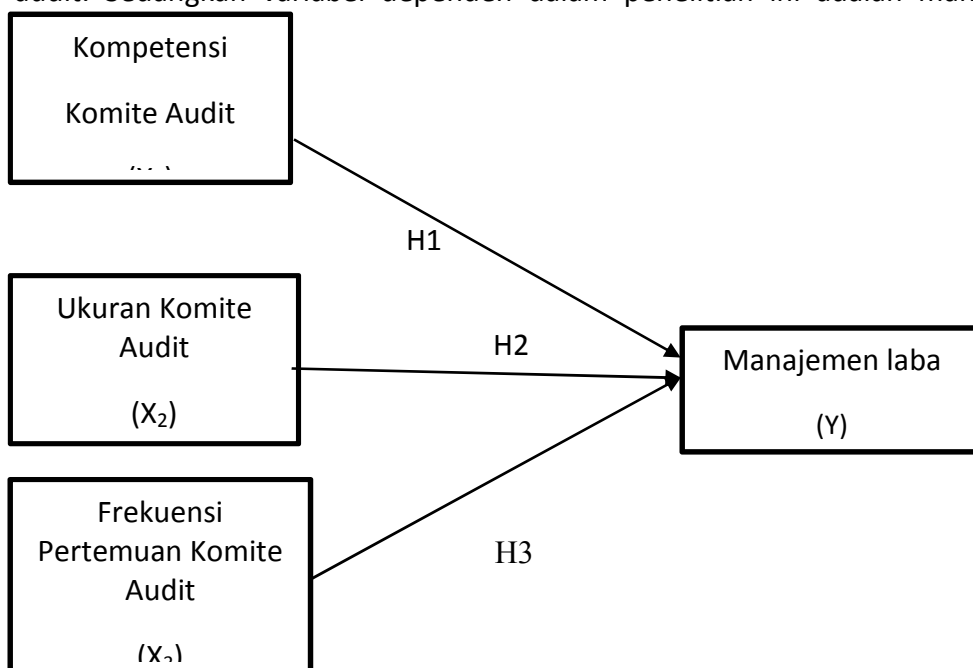 audit. Sedangkan variabel dependen dalam penelitian ini adalah
Kompetensi
Komite Audit
H1
Ukuran Komite
Audit
(X₂)
H2
Manajemen laba
(Y)
Frekuensi
Pertemuan Komite
Audit
(X₃)
H3